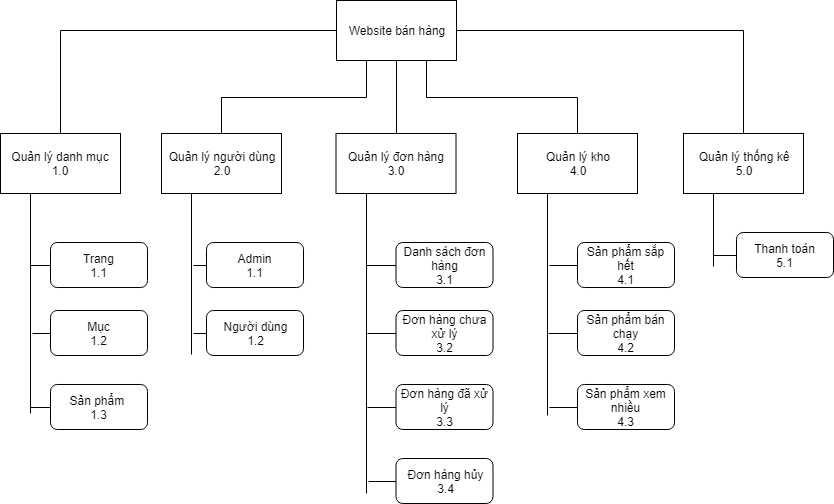 Website bán hàng
Quản lý danh mục
1.0
Quản lý người dùng
2.0
Quản lý đơn hàng
3.0
Quản lý kho
4.0
Quản lý thống kê
5.0
Trang
1.1
Mục
1.2
Sản phẩm
1.3
Admin
1.1
Người dùng
1.2
Danh sách đơn
hàng
3.1
Đơn hàng chưa
xử lý
3.2
Đơn hàng đã xử
lý
3.3
Đơn hàng hủy
3.4
Sản phẩm sắp
hết
4.1
Sản phẩm bán
chạy
4.2
Sản phẩm xem
nhiều
4.3
Thanh toán
5.1